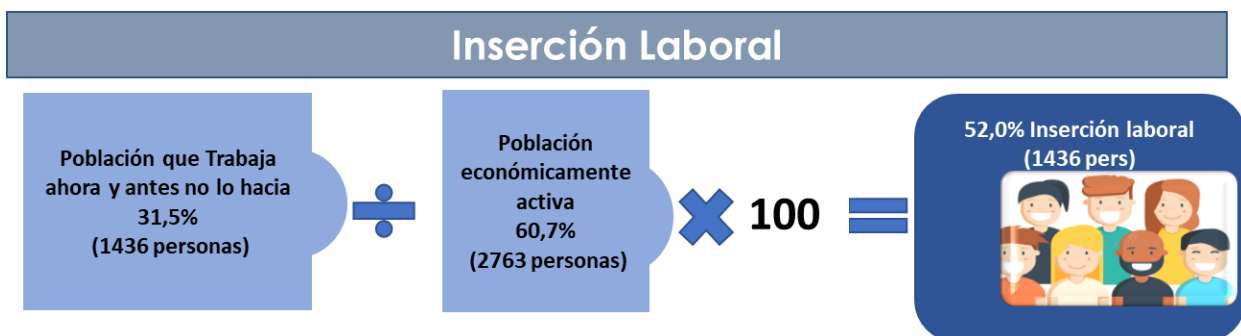 Inserción Laboral
Población que Trabaja
ahora y antes no lo hacia
31,5%
(1436 personas)
Población
económicamente
activa
60,7%
(2763 personas)
100
52,0% Inserción laboral
(1436 pers)